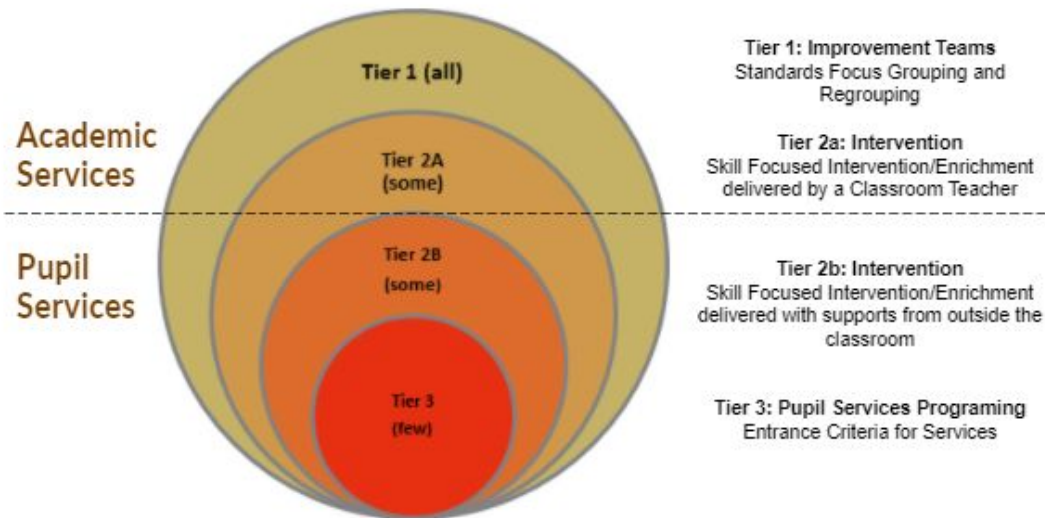 Tier 1 (all)
Tier 1: Improvement Teams
Standards Focus Grouping and
Regrouping
Academic
Services
Tier 2A
(some)
Tier 2a: Intervention
Skill Focused Intervention/Enrichment
delivered by a Classroom Teacher
Pupil
Services
Tier 2B
(some)
Tier 2b: Intervention
Skill Focused Intervention/Enrichment
delivered with supports from outside the
classroom
Tier 3
(few)
Tier 3: Pupil Services Programing
Entrance Criteria for Services